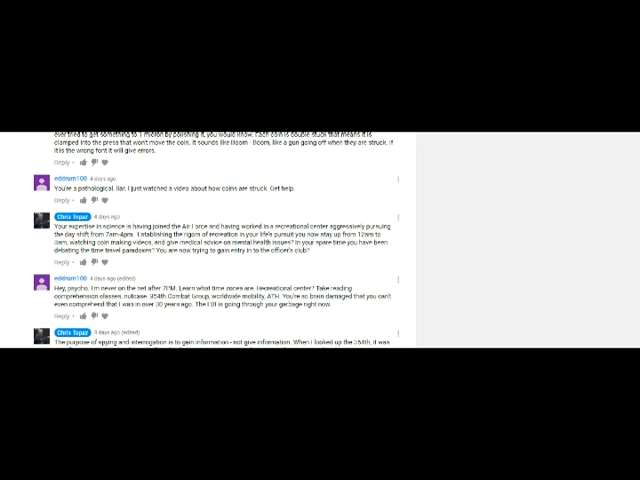 ever tried to get something to 1 micron by polishing it, you would know. Each coin is double stuck that means it is
clamped into the press that won't move the coin. It sounds like Boom - Boom, like a gun going off when they are struck. If
it is the wrong font it will give errors.
Reply •
eddrum100 4 days ago
You're a pathological, liar. I just watched a video about how coins are struck. Get help.
Reply •
Chris Topaz 4 days ago
Your expertise in science is having joined the Air Force and having worked in a recreational center aggressively pursuing
the day shift from 7am-4pm. I establishing the rigors of recreation in your life's pursuit you now stay up from 12am to
3am, watching coin making videos, and give medical advice on mental health issues? In your spare time you have been
debating the time travel paradoxes? You are now trying to gain entry in to the officer's club?
Reply •
eddrum100 4 days ago (edited)
Hey, psycho. I'm never on the net after 7PM. Learn what time zones are. Recreational center? Take reading
comprehension classes, nutcase. 354th Combat Group, worldwide mobility, ATH. You're so brain damaged that you can't
even comprehend that I was in over 30 years ago. The FBI is going through your garbage right now.
Reply •
Chris Topaz 3 days ago (edited)
The purpose of spying and interrogation is to gain information - not give information. When I looked up the 354th, it was